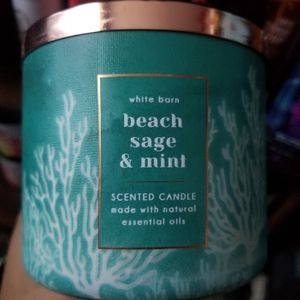 white barn
beach
sage
& mint
SCENTED CANDLE
made with natural
essential oils